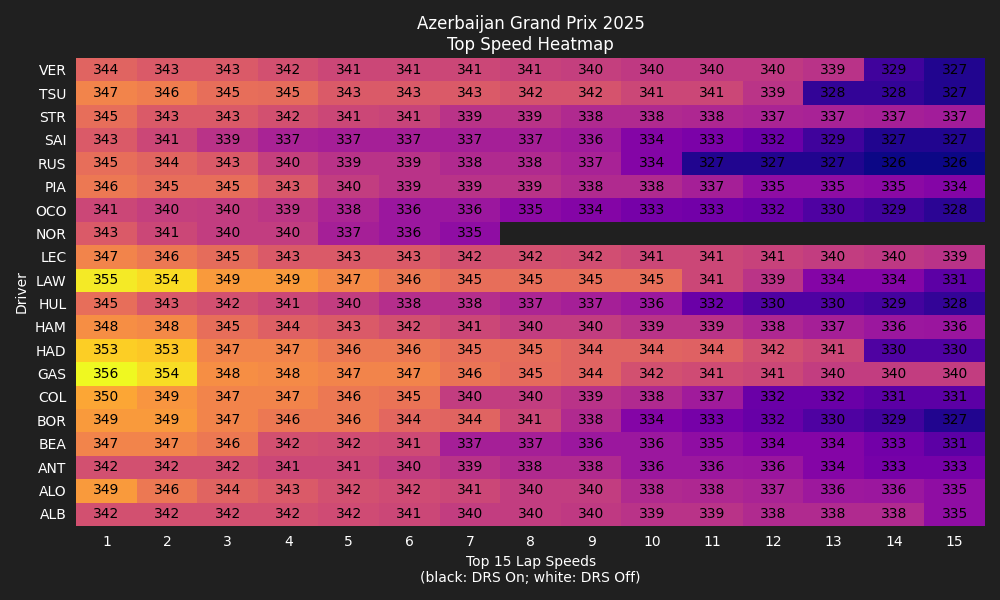 Azerbaijan Grand Prix 2025
Top Speed Heatmap
Driver
VER 344 343 343 342 341 341 341 341 340 340 340 340 339 329 327
TSU 347 346 345 345 343 343 343 342 342 341 341 339 328 328 327
STR 345 343 343 342 341 341 339 339 338 338 338 337 337 337 337
SAI 343 341 339 337 337 337 337 337 336 334 333 332 329 327 327
RUS 345 344 343 340 339 339 338 338 337 334 327 327 327 326 326
PIA 346 345 345 343 340 339 339 339 338 338 337 335 335 335 334
OCO 341 340 340 339 338 336 336 335 334 333 333 332 330 329 328
NOR 343 341 340 340 337 336 335
LEC 347 346 345 343 343 343 342 342 342 341 341 341 340 340 339
LAW 355 354 349 349 347 346 345 345 345 345 341 339 334 334 331
HUL 345 343 342 341 340 338 338 337 337 336 332 330 330 329 328
HAM 348 348 345 344 343 342 341 340 340 339 339 338 337 336 336
HAD 353 353 347 347 346 346 345 345 344 344 344 342 341 330 330
GAS 356 354 348 348 347 347 346 345 344 342 341 341 340 340 340
COL 350 349 347 347 346 345 340 340 339 338 337 332 332 331 331
BOR 349 349 347 346 346 344 344 341 338 334 333 332 330 329 327
BEA 347 347 346 342 342 341 337 337 336 336 335 334 334 333 331
ANT 342 342 342 341 341 340 339 338 338 336 336 336 334 333 333
ALO 349 346 344 343 342 342 341 340 340 338 338 337 336 336 335
ALB 342 342 342 342 342 341 340 340 340 339 339 338 338 338 335
1 2 3 4 5 6 7 8 9 10 11 12 13 14 15
Top 15 Lap Speeds
(black: DRS On; white: DRS Off)